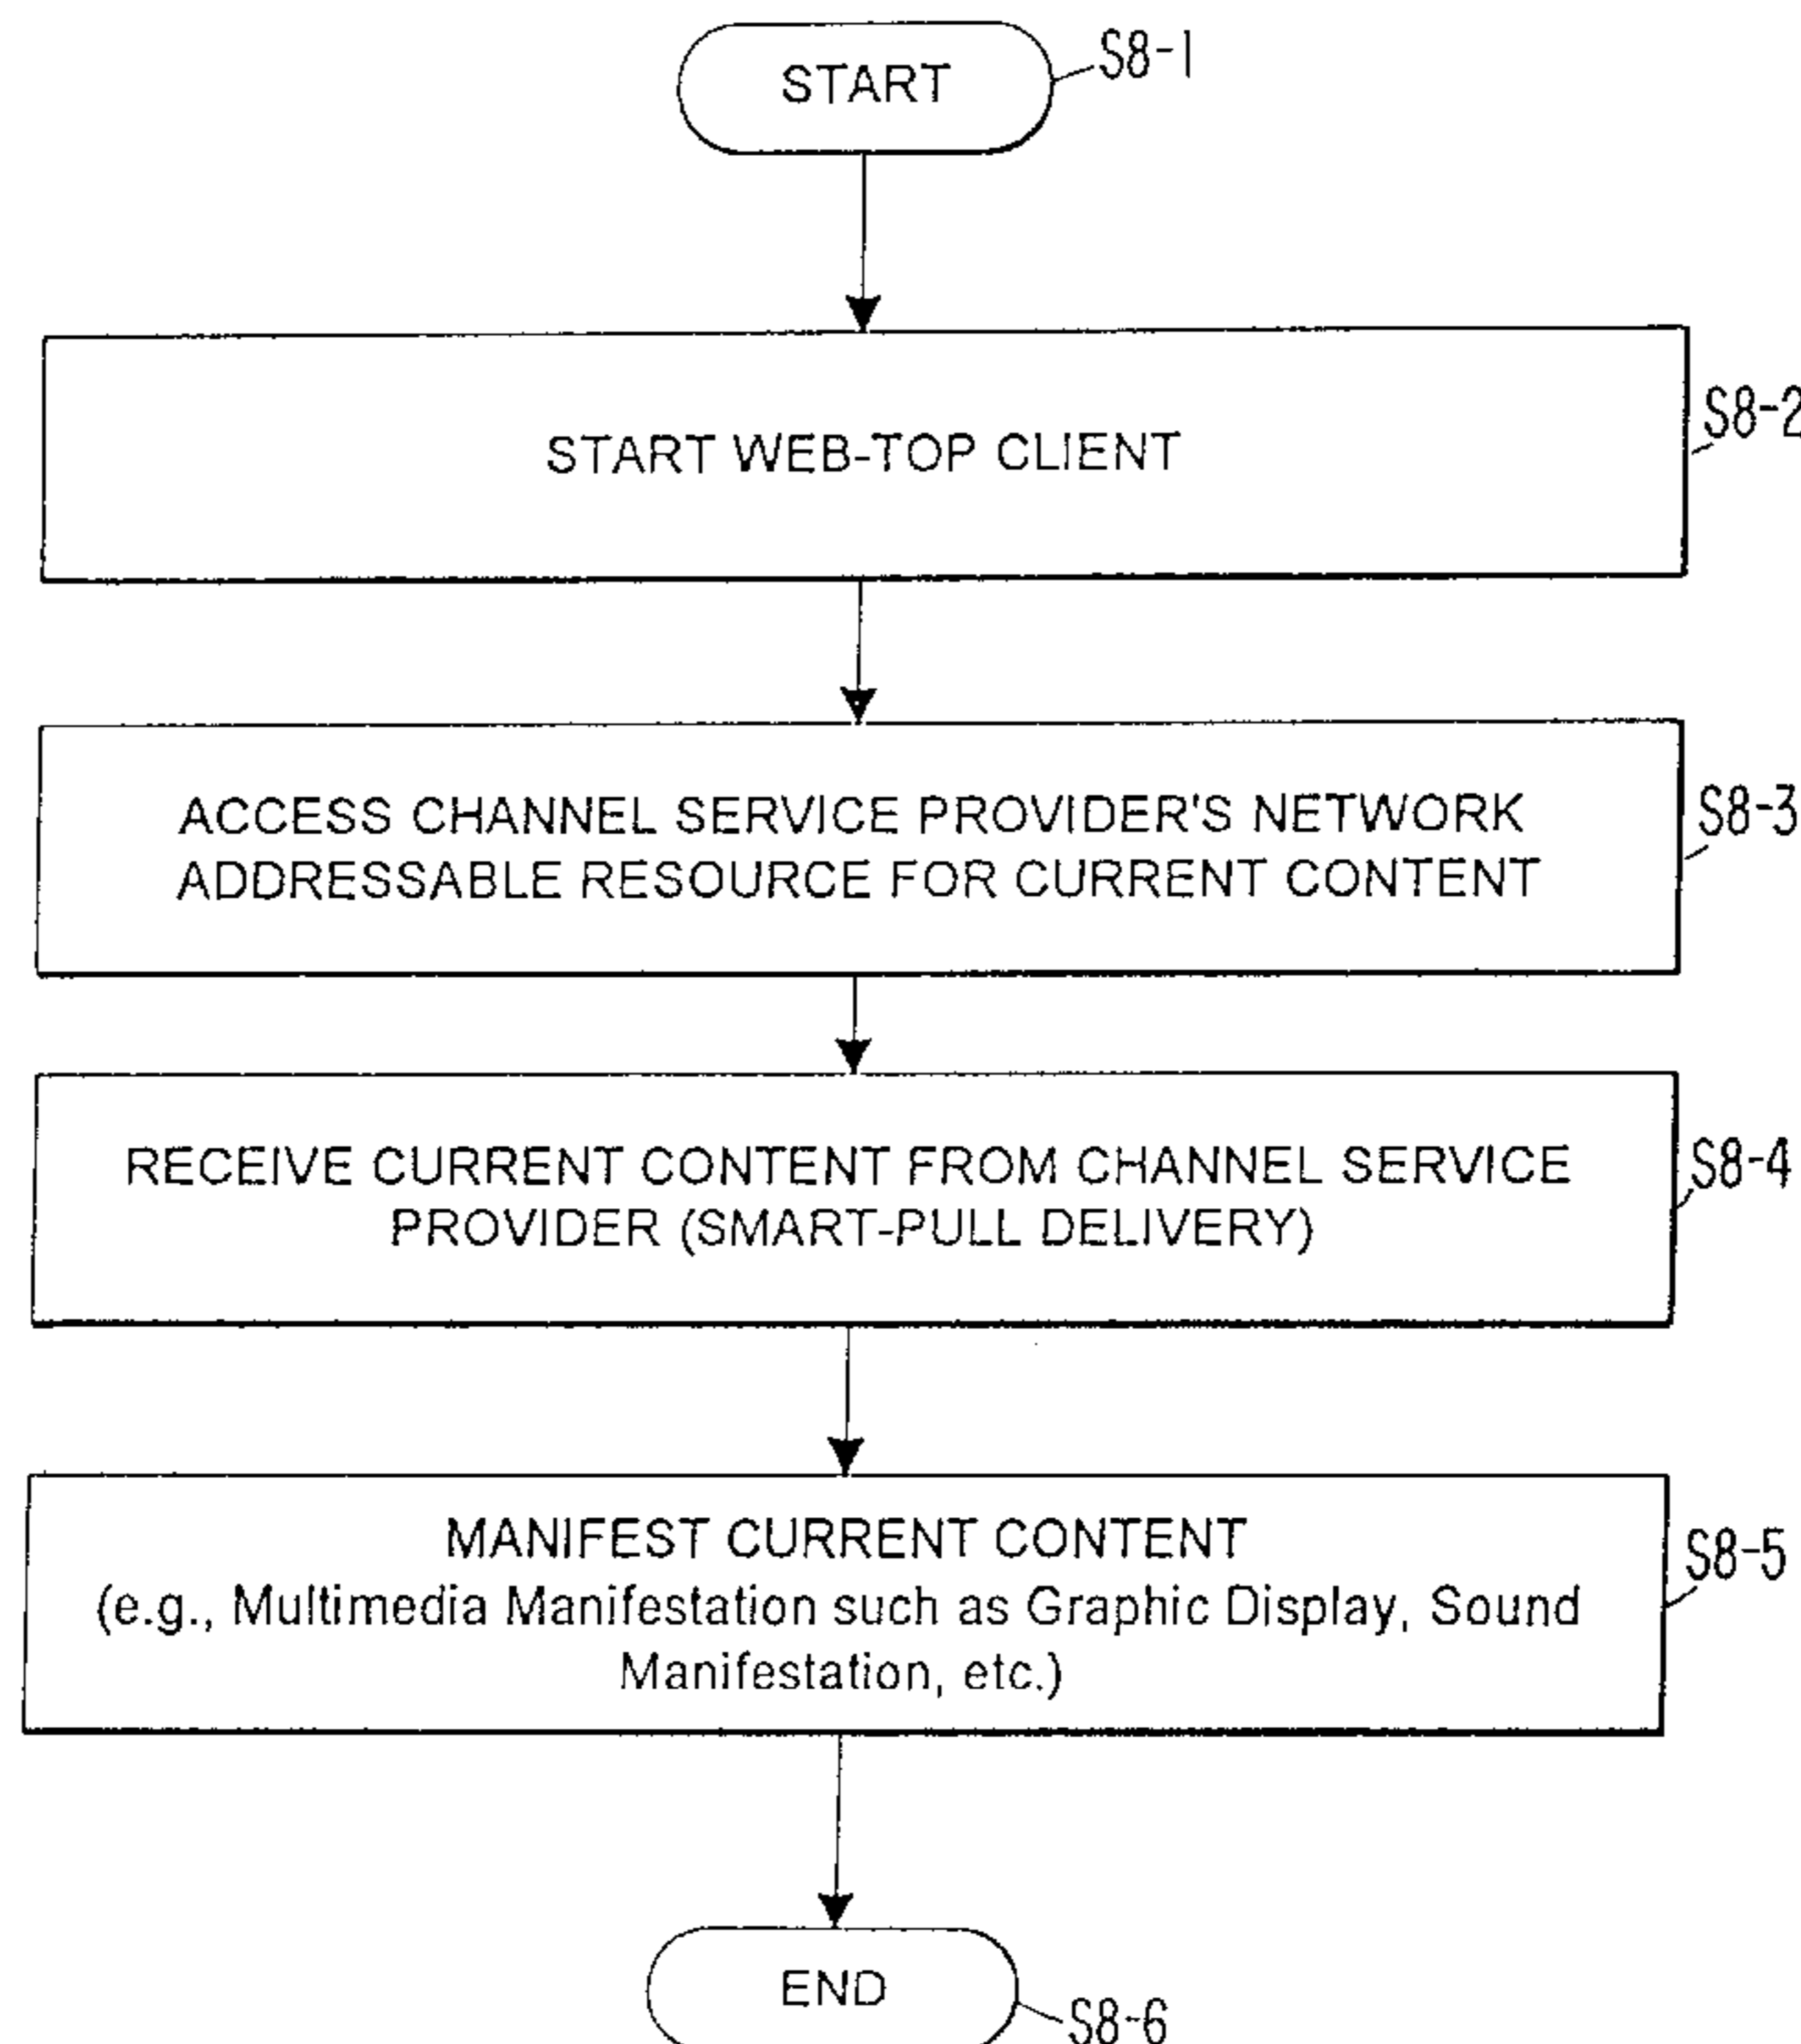 START
S8-1
START WEB-TOP CLIENT
S8-2
ACCESS CHANNEL SERVICE PROVIDER'S NETWORK
ADDRESSABLE RESOURCE FOR CURRENT CONTENT
S8-3
RECEIVE CURRENT CONTENT FROM CHANNEL SERVICE
PROVIDER (SMART-PULL DELIVERY)
S8-4
MANIFEST CURRENT CONTENT
(e.g., Multimedia Manifestation such as Graphic Display, Sound
Manifestation, etc.)
S8-5
END
S8-6